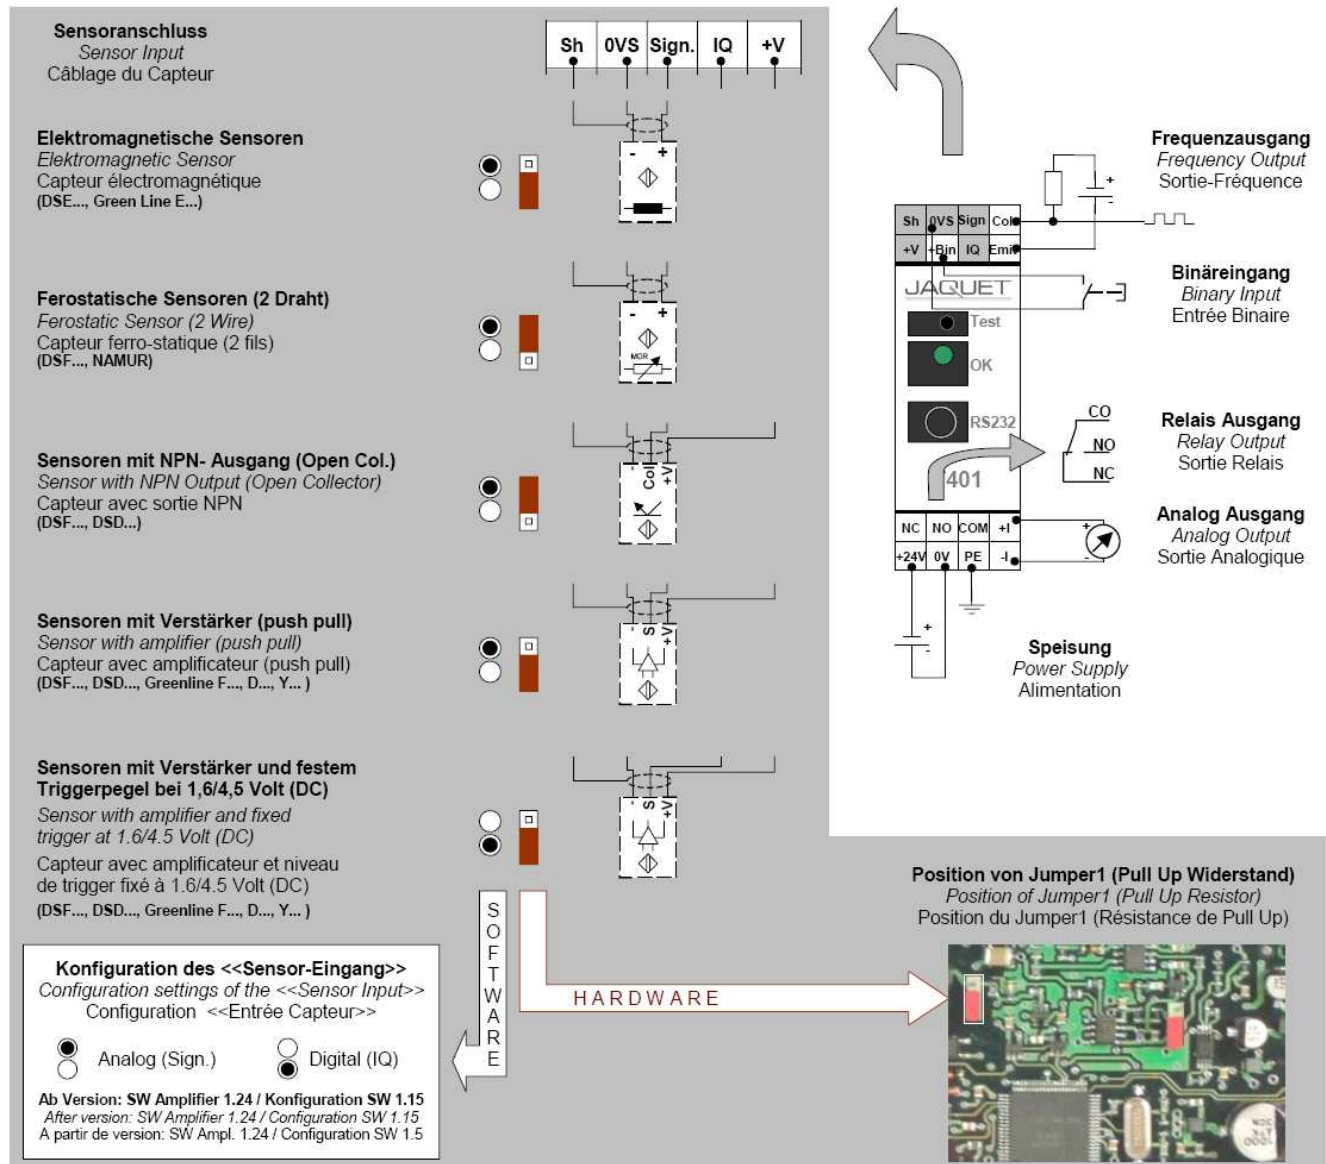 Sensoranschluss
Sensor Input
Câblage du Capteur
Sh 0VS Sign. IQ +V
Elektromagnetische Sensoren
Elektromagnetic Sensor
Capteur électromagnétique
(DSE..., Green Line E...)
- +
Ferostatische Sensoren (2 Draht)
Ferostatic Sensor (2 Wire)
Capteur ferro-statique (2 fils)
(DSF..., NAMUR)
- +
MDR
Sensoren mit NPN- Ausgang (Open Col.)
Sensor with NPN Output (Open Collector)
Capteur avec sortie NPN
(DSF..., DSD...)
- Col +V
Sensoren mit Verstärker (push pull)
Sensor with amplifier (push pull)
Capteur avec amplificateur (push pull)
(DSF..., DSD..., Greenline F..., D..., Y... )
- S +V
Sensoren mit Verstärker und festem
Triggerpegel bei 1,6/4,5 Volt (DC)
Sensor with amplifier and fixed
trigger at 1.6/4.5 Volt (DC)
Capteur avec amplificateur et niveau
de trigger fixé à 1.6/4.5 Volt (DC)
(DSF..., DSD..., Greenline F..., D..., Y... )
- S +V
SOFTWARE
HARDWARE
Konfiguration des <<Sensor-Eingang>>
Configuration settings of the <<Sensor Input>>
Configuration <<Entrée Capteur>>
Analog (Sign.) Digital (IQ)
Ab Version: SW Amplifier 1.24 / Konfiguration SW 1.15
After version: SW Amplifier 1.24 / Configuration SW 1.15
A partir de version: SW Ampl. 1.24 / Configuration SW 1.5
Frequenzausgang
Frequency Output
Sortie-Fréquence
+
-
Sh 0VS Sign Col
+V +Bin IQ Emit
JAQUET
Test
OK
RS232
401
Binäreingang
Binary Input
Entrée Binaire
CO
NO
NC
Relais Ausgang
Relay Output
Sortie Relais
Analog Ausgang
Analog Output
Sortie Analogique
+
-
NC NO COM +I
+24V 0V PE -I
+
-
Speisung
Power Supply
Alimentation
Position von Jumper1 (Pull Up Widerstand)
Position of Jumper1 (Pull Up Resistor)
Position du Jumper1 (Résistance de Pull Up)